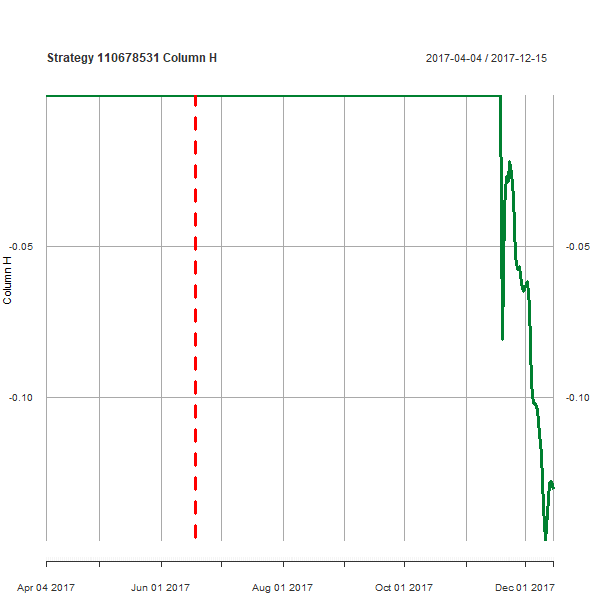 Strategy 110678531 Column H
2017-04-04 / 2017-12-15
-0.05
-0.05
Column H
-0.10
-0.10
Apr 04 2017
Jun 01 2017
Aug 01 2017
Oct 01 2017
Dec 01 2017